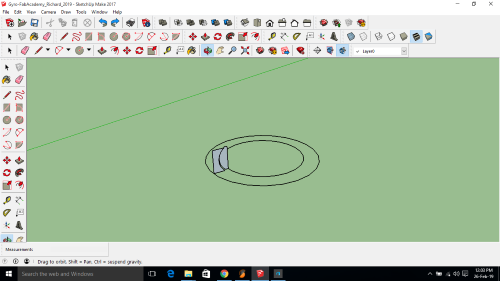 Gyro-FabAcademy_Richard_2019 - SketchUp Make 2017
File Edit View Camera Draw Tools Window Help
Layer0
Measurements
Drag to orbit. Shift = Pan, Ctrl = suspend gravity.
Search the web and Windows
12:03 PM
26-Feb-19